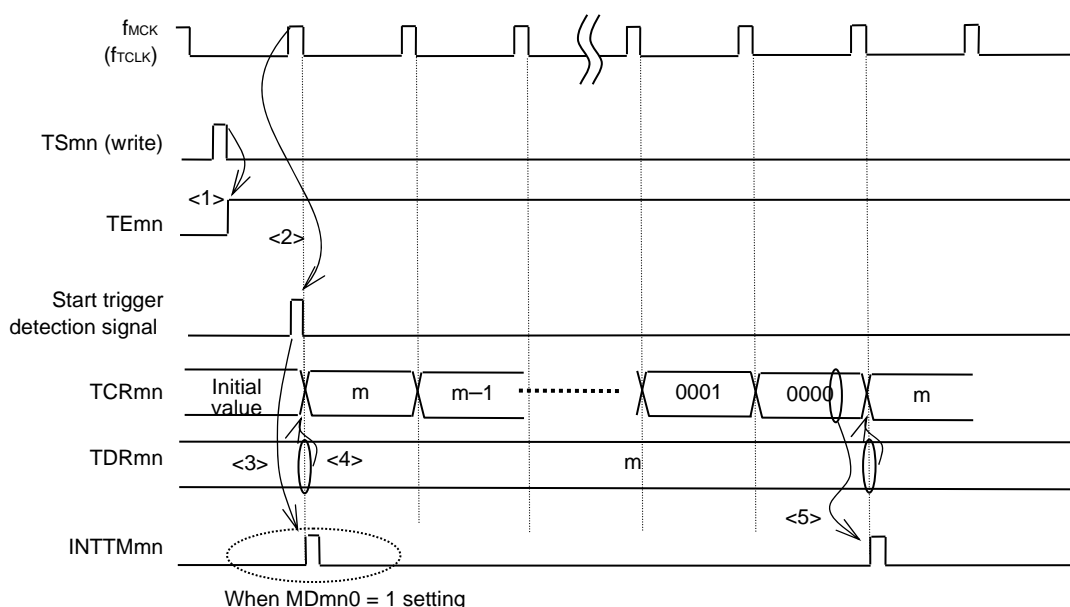 fMCK
(fTCLK)
TSmn (write)
<1>
TEmn
<2>
Start trigger
detection signal
TCRmn
Initial
value
m
m−1
0001
0000
m
TDRmn
<3>
<4>
m
<5>
INTTMmn
When MDmn0 = 1 setting